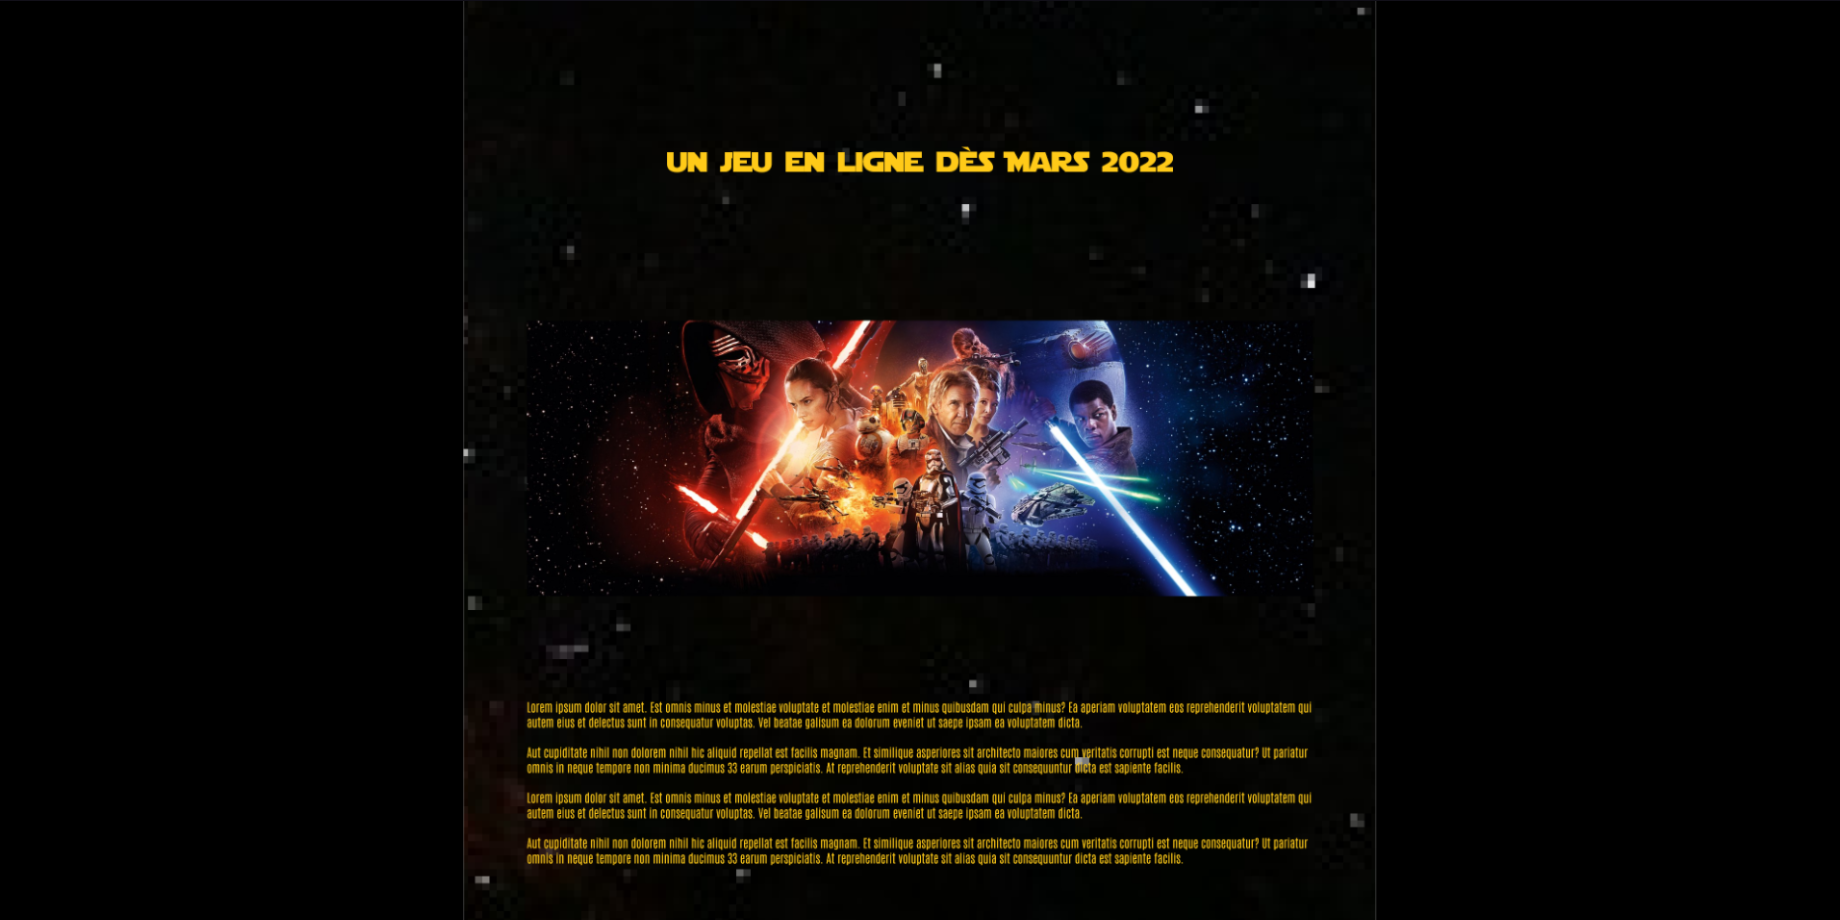 UN JEU EN LIGNE DÈS MARS 2022
Lorem ipsum dolor sit amet. Est omnis minus et molestiae voluptate et molestiae enim et minus quibusdam qui culpa minus? Ea aperiam voluptatem eos reprehenderit voluptatem qui
autem eius et delectus sunt in consequatur voluptas. Vel beatae galisum ea dolorum eveniet ut saepe ipsam ea voluptatem dicta.
Aut cupiditate nihil non dolorem nihil hic aliquid repellat est facilis magnam. Et similique asperiores sit architecto maiores cum veritatis corrupti est neque consequatur? Ut pariatur
omnis in neque tempore non minima ducimus 33 earum perspiciatis. At reprehenderit voluptate sit alias quia sit consequuntur dicta est sapiente facilis.
Lorem ipsum dolor sit amet. Est omnis minus et molestiae voluptate et molestiae enim et minus quibusdam qui culpa minus? Ea aperiam voluptatem eos reprehenderit voluptatem qui
autem eius et delectus sunt in consequatur voluptas. Vel beatae galisum ea dolorum eveniet ut saepe ipsam ea voluptatem dicta.
Aut cupiditate nihil non dolorem nihil hic aliquid repellat est facilis magnam. Et similique asperiores sit architecto maiores cum veritatis corrupti est neque consequatur? Ut pariatur
omnis in neque tempore non minima ducimus 33 earum perspiciatis. At reprehenderit voluptate sit alias quia sit consequuntur dicta est sapiente facilis.